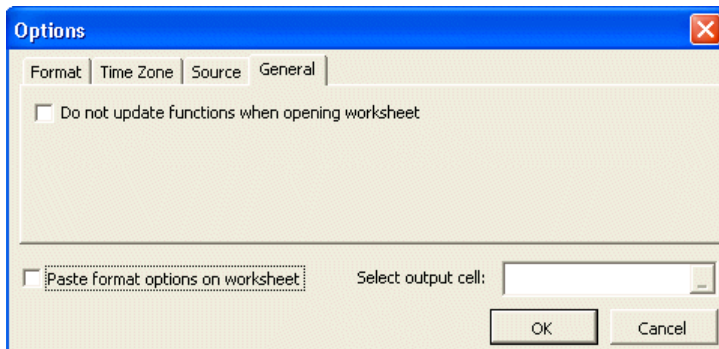 Options
Format Time Zone Source General
Do not update functions when opening worksheet
Paste format options on worksheet Select output cell:
OK Cancel